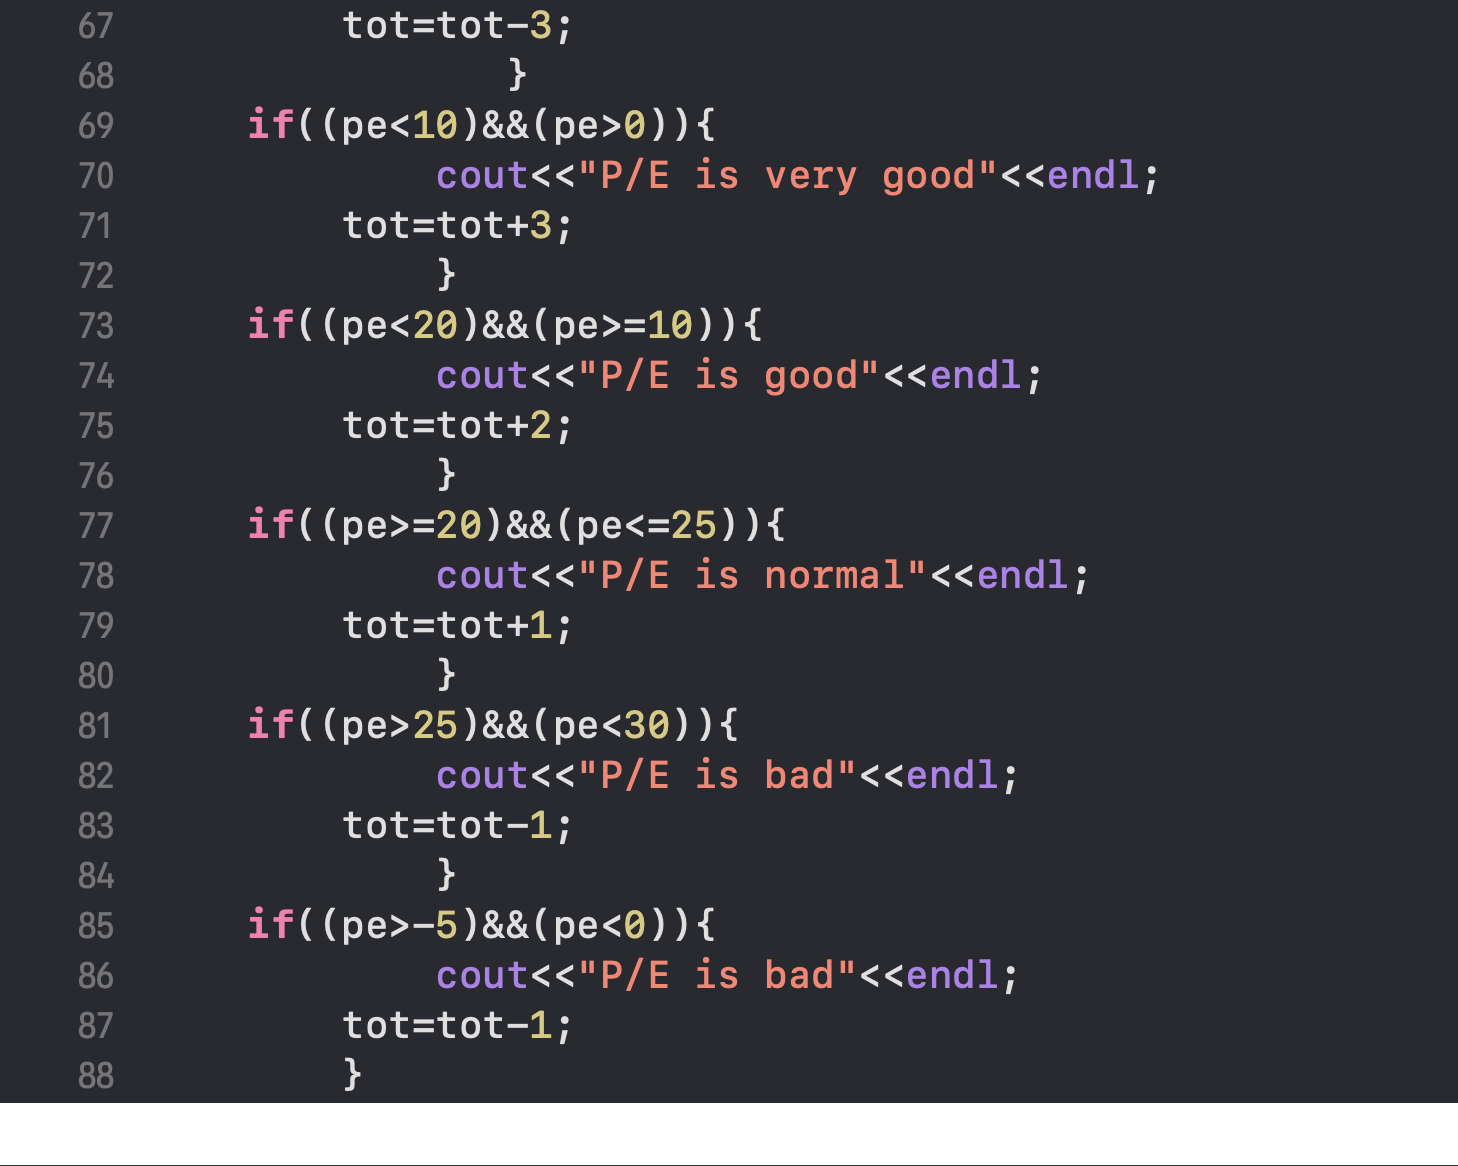 67 tot=tot-3;
68 }
69 if((pe<10)&&(pe>0)){
70 cout<<"P/E is very good"<<endl;
71 tot=tot+3;
72 }
73 if((pe<20)&&(pe>=10)){
74 cout<<"P/E is good"<<endl;
75 tot=tot+2;
76 }
77 if((pe>=20)&&(pe<=25)){
78 cout<<"P/E is normal"<<endl;
79 tot=tot+1;
80 }
81 if((pe>25)&&(pe<30)){
82 cout<<"P/E is bad"<<endl;
83 tot=tot-1;
84 }
85 if((pe>-5)&&(pe<0)){
86 cout<<"P/E is bad"<<endl;
87 tot=tot-1;
88 }